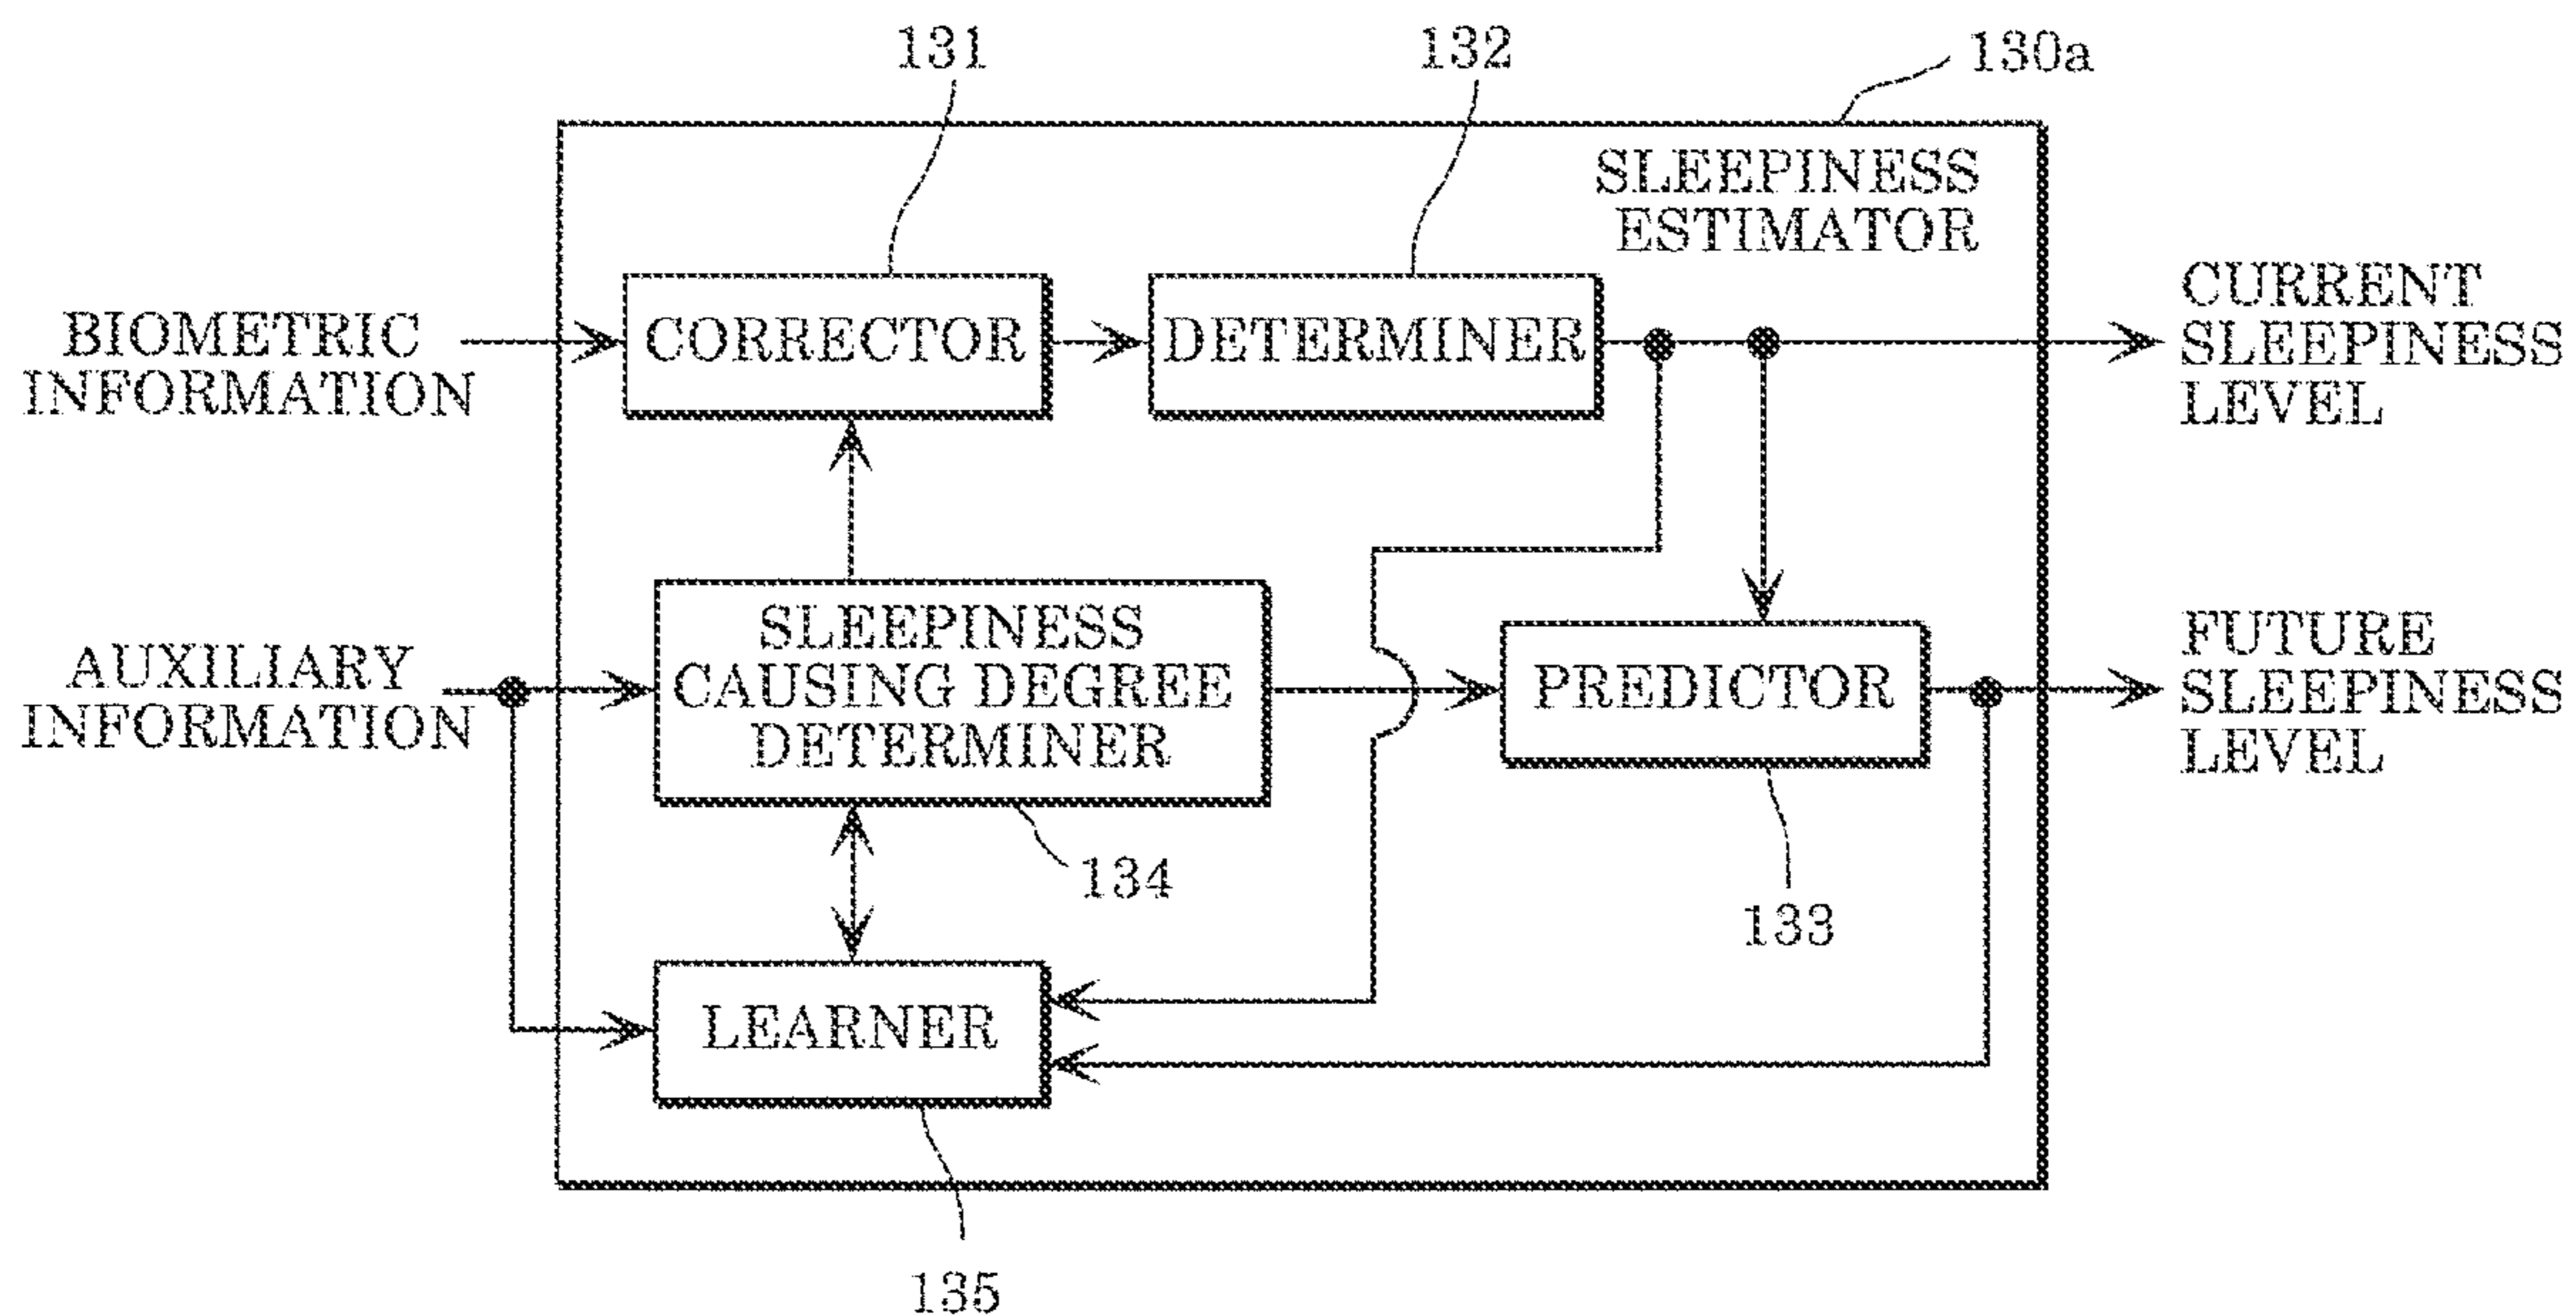 131
132
130a
SLEEPINESS
ESTIMATOR
BIOMETRIC
INFORMATION
CORRECTOR
DETERMINER
CURRENT
SLEEPINESS
LEVEL
AUXILIARY
INFORMATION
SLEEPINESS
CAUSING DEGREE
DETERMINER
PREDICTOR
FUTURE
SLEEPINESS
LEVEL
134
133
LEARNER
135